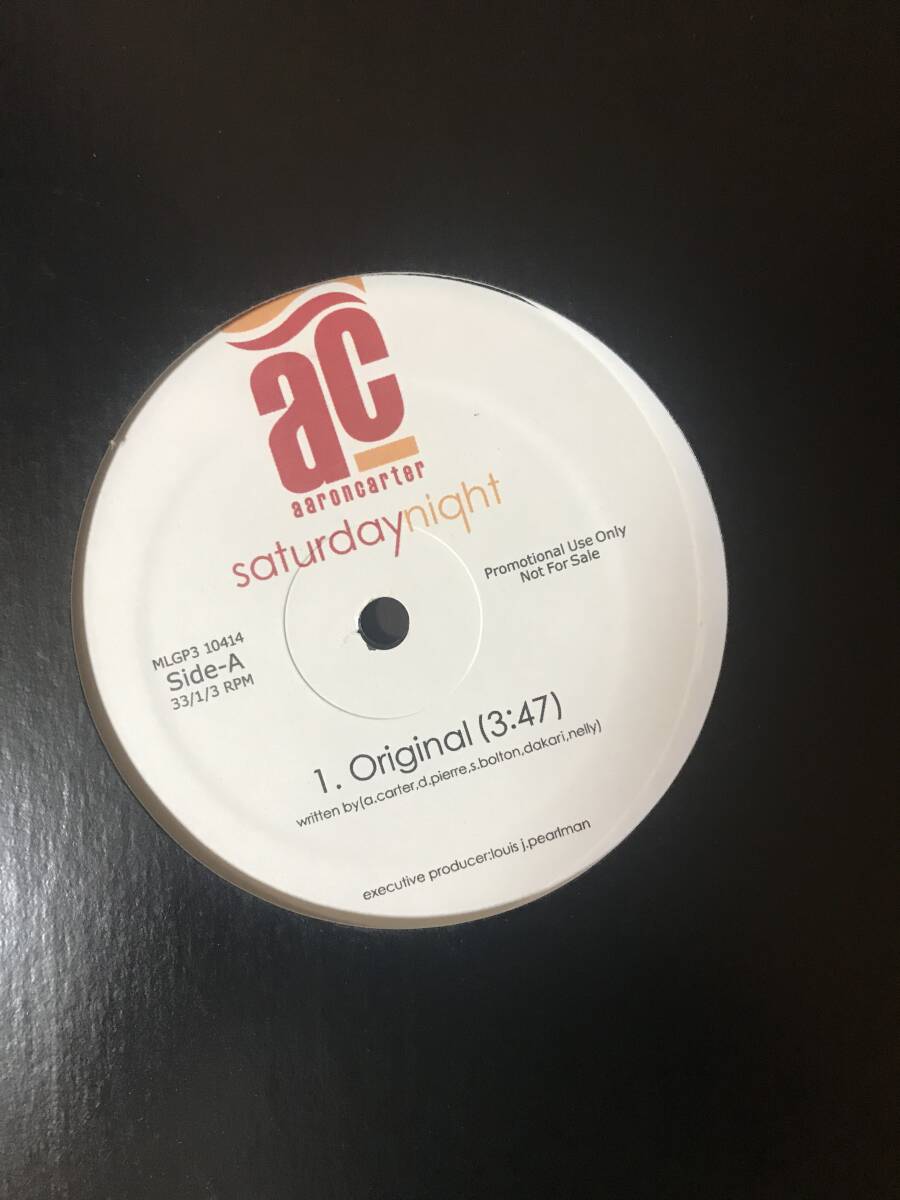 ac
aaroncarter
saturdaynight
Promotional Use Only
Not For Sale
MLGP3 10414
Side-A
33/1/3 RPM
1. Original (3:47)
written by(a.carter,d.pierre,s.bolton,dakari,nelly)
executive producer:louis j.pearlman